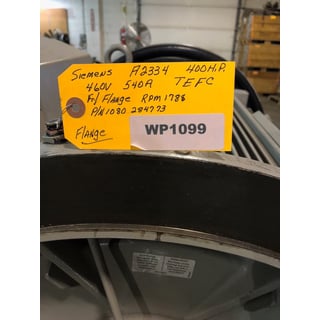 Siemens A2334 400H.P.
460V 540A TEFC
F/ Flange RPM 1788
P/N 1080 284773
Flange
WP1099